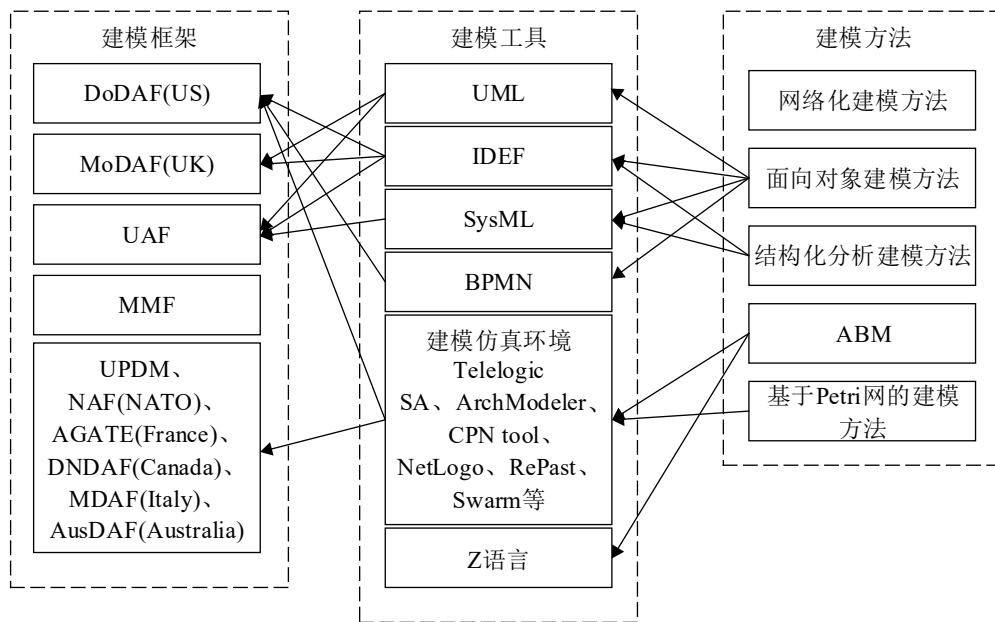 建模框架
DoDAF(US)
MoDAF(UK)
UAF
MMF
UPDM、
NAF(NATO)、
AGATE(France)、
DNDAF(Canada)、
MDAF(Italy)、
AusDAF(Australia)
建模工具
UML
IDEF
SysML
BPMN
建模仿真环境
Telelogic
SA、ArchModeler、
CPN tool、
NetLogo、RePast、
Swarm等
Z语言
建模方法
网络化建模方法
面向对象建模方法
结构化分析建模方法
ABM
基于Petri网的建模
方法